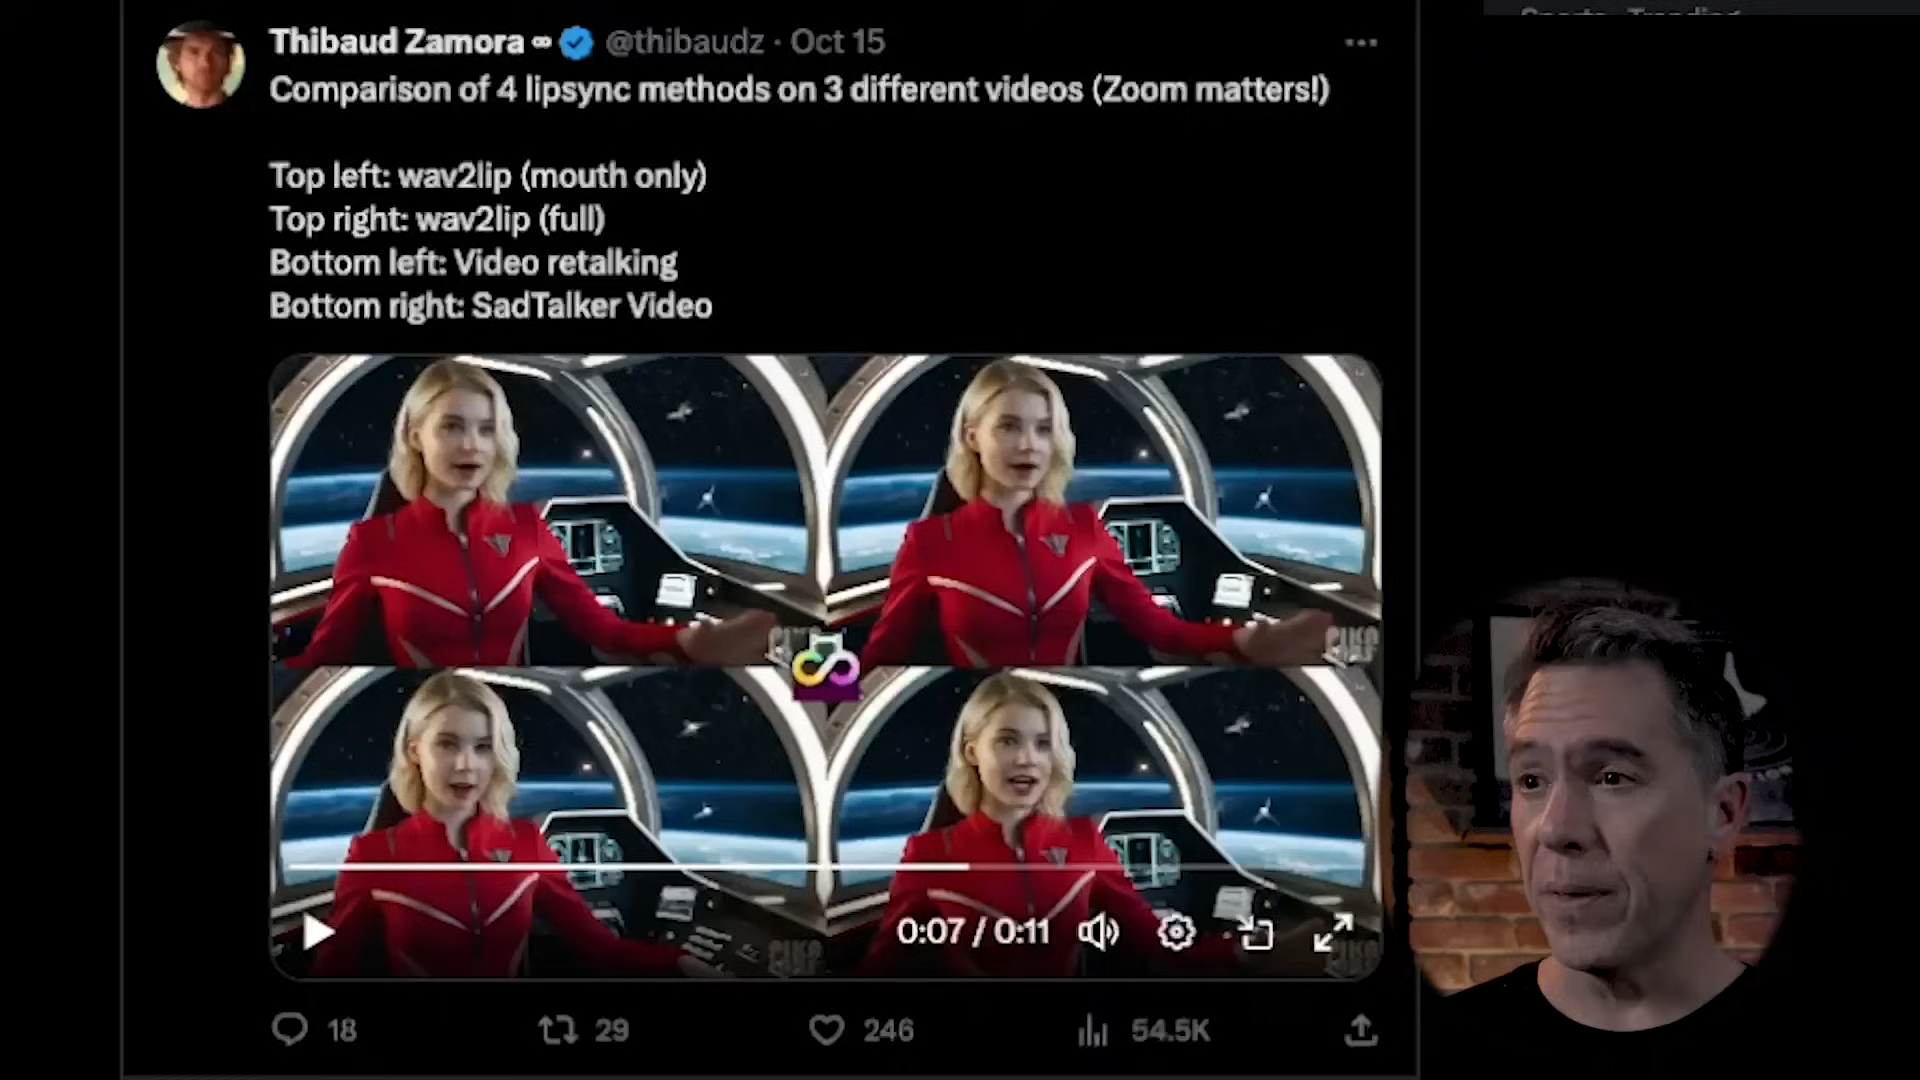 Sports · Trending
Thibaud Zamora ∞ @thibaudz · Oct 15
Comparison of 4 lipsync methods on 3 different videos (Zoom matters!)
Top left: wav2lip (mouth only)
Top right: wav2lip (full)
Bottom left: Video retalking
Bottom right: SadTalker Video
0:07 / 0:11
18
29
246
54.5K